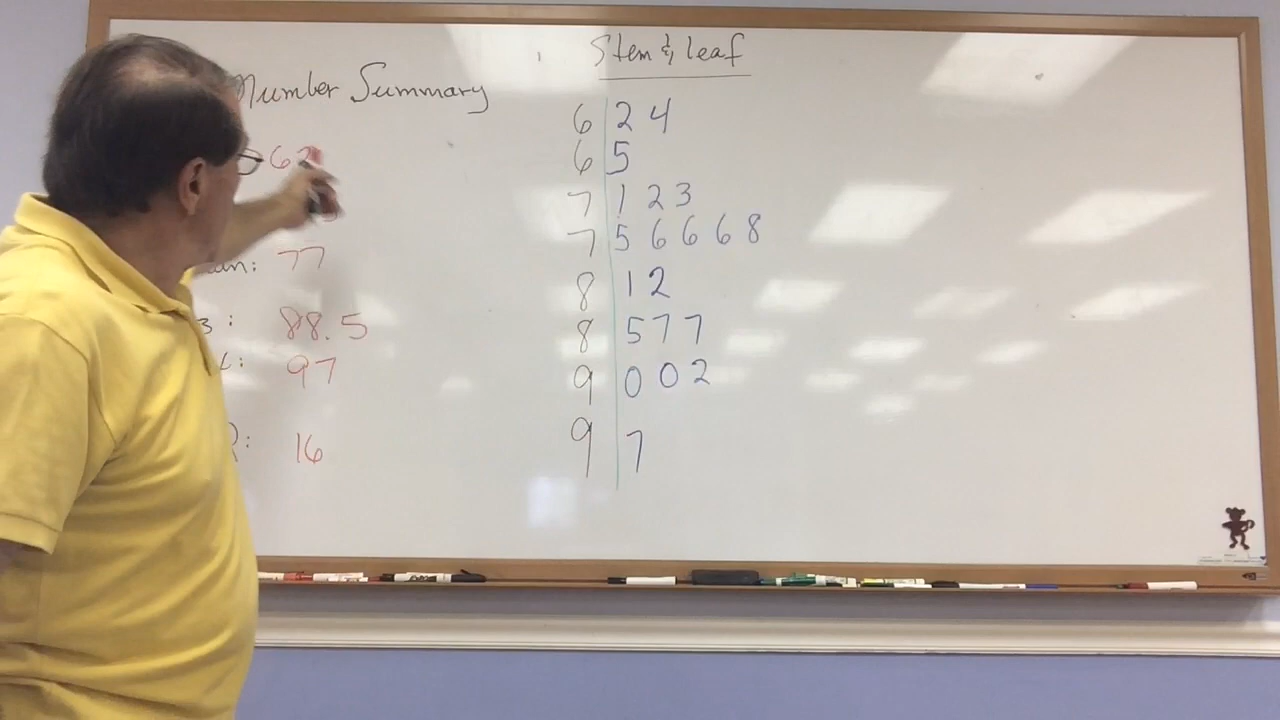 Number Summary
62
77
88.5
97
16
Stem & leaf
6 2 4
6 5
7 1 2 3
7 5 6 6 6 8
8 1 2
8 5 7 7
9 0 0 2
9 7